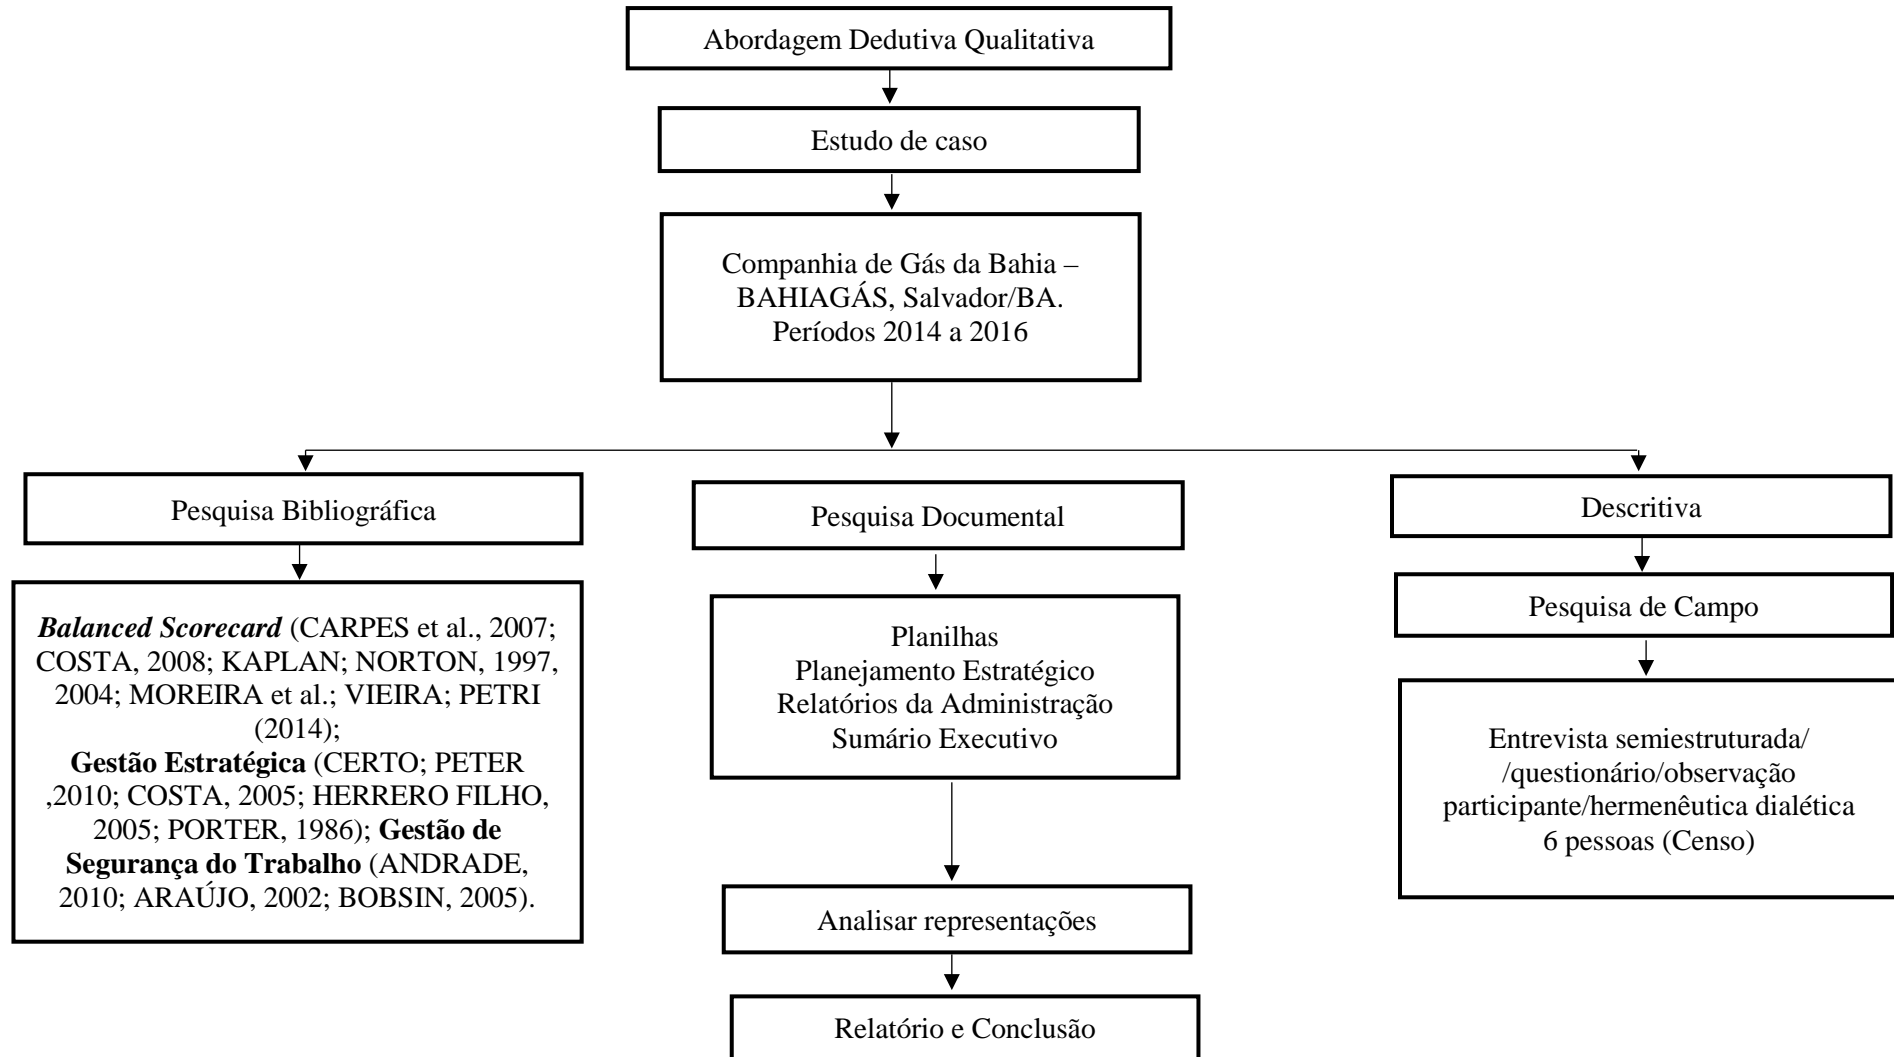 Abordagem Dedutiva Qualitativa
Estudo de caso
Companhia de Gás da Bahia –
BAHIAGÁS, Salvador/BA.
Períodos 2014 a 2016
Pesquisa Bibliográfica
Balanced Scorecard (CARPES et al., 2007;
COSTA, 2008; KAPLAN; NORTON, 1997,
2004; MOREIRA et al.; VIEIRA; PETRI
(2014);
Gestão Estratégica (CERTO; PETER
,2010; COSTA, 2005; HERRERO FILHO,
2005; PORTER, 1986); Gestão de
Segurança do Trabalho (ANDRADE,
2010; ARAÚJO, 2002; BOBSIN, 2005).
Pesquisa Documental
Planilhas
Planejamento Estratégico
Relatórios da Administração
Sumário Executivo
Analisar representações
Relatório e Conclusão
Descritiva
Pesquisa de Campo
Entrevista semiestruturada/
/questionário/observação
participante/hermenêutica dialética
6 pessoas (Censo)